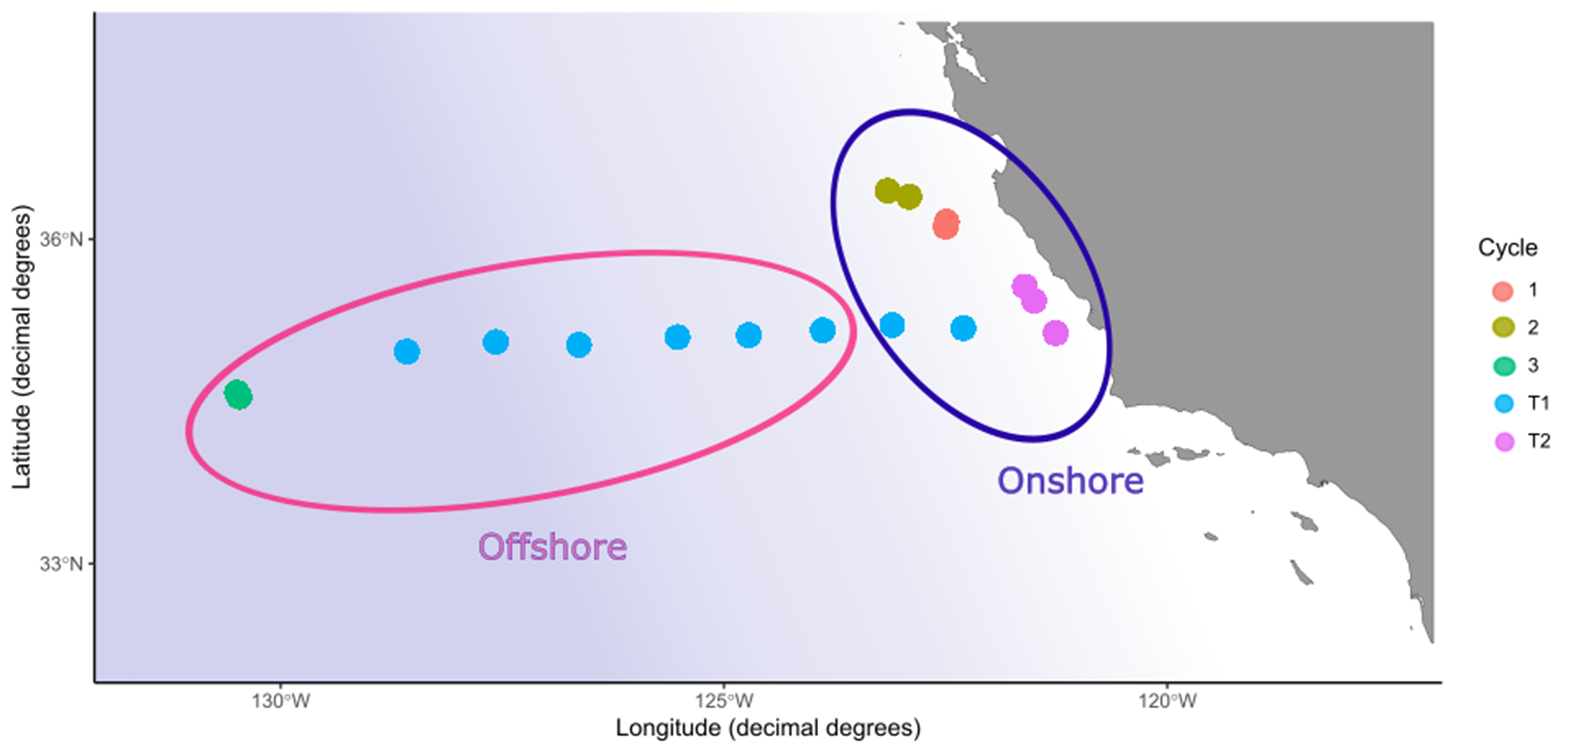 Latitude (decimal degrees)
36°N
33°N
130°W
125°W
120°W
Longitude (decimal degrees)
Offshore
Onshore
Cycle
1
2
3
T1
T2